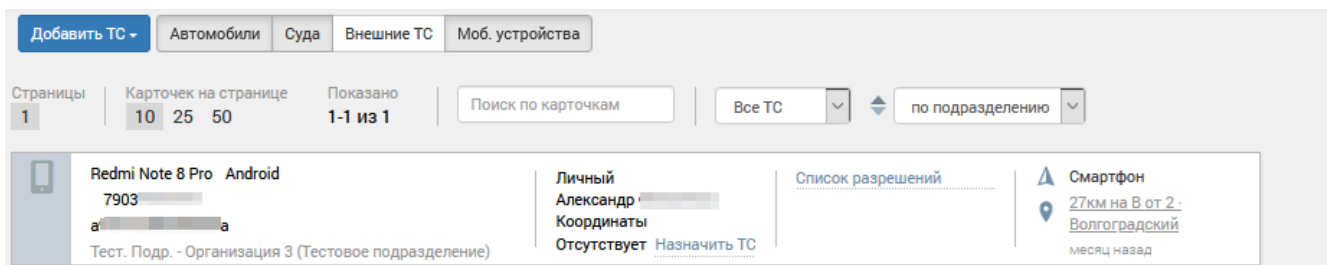 Добавить ТС Автомобили Суда Внешние ТС Моб. устройства
Страницы Карточек на странице Показано
1 10 25 50 1-1 из 1 Поиск по карточкам Все ТС по подразделению
Redmi Note 8 Pro Android
7903
Тест. Подр. - Организация 3 (Тестовое подразделение)
Личный
Александр
Координаты
Отсутствует Назначить ТС
Список разрешений
Смартфон
27км на В от 2 -
Волгоградский
месяц назад